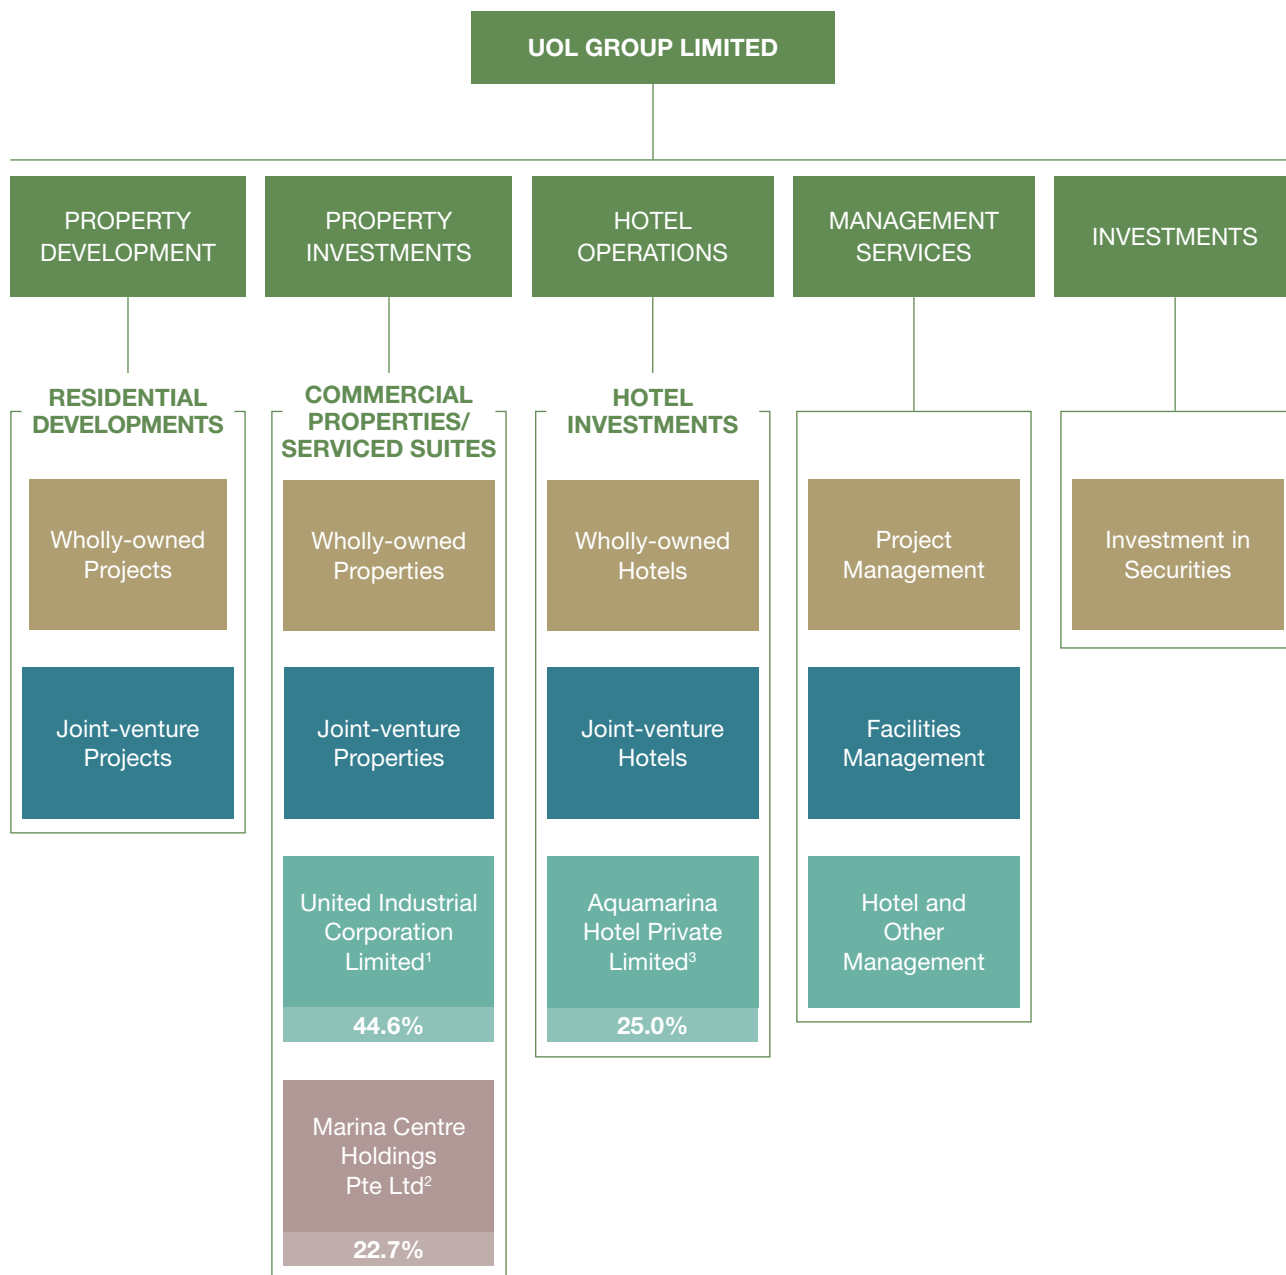 UOL GROUP LIMITED
PROPERTY
DEVELOPMENT
PROPERTY
INVESTMENTS
HOTEL
OPERATIONS
MANAGEMENT
SERVICES
INVESTMENTS
RESIDENTIAL
DEVELOPMENTS
COMMERCIAL
PROPERTIES/
SERVICED SUITES
HOTEL
INVESTMENTS
Wholly-owned
Projects
Wholly-owned
Properties
Wholly-owned
Hotels
Project
Management
Investment in
Securities
Joint-venture
Projects
Joint-venture
Properties
Joint-venture
Hotels
Facilities
Management
United Industrial
Corporation
Limited¹
44.6%
Aquamarina
Hotel Private
Limited³
25.0%
Hotel and
Other
Management
Marina Centre
Holdings
Pte Ltd²
22.7%